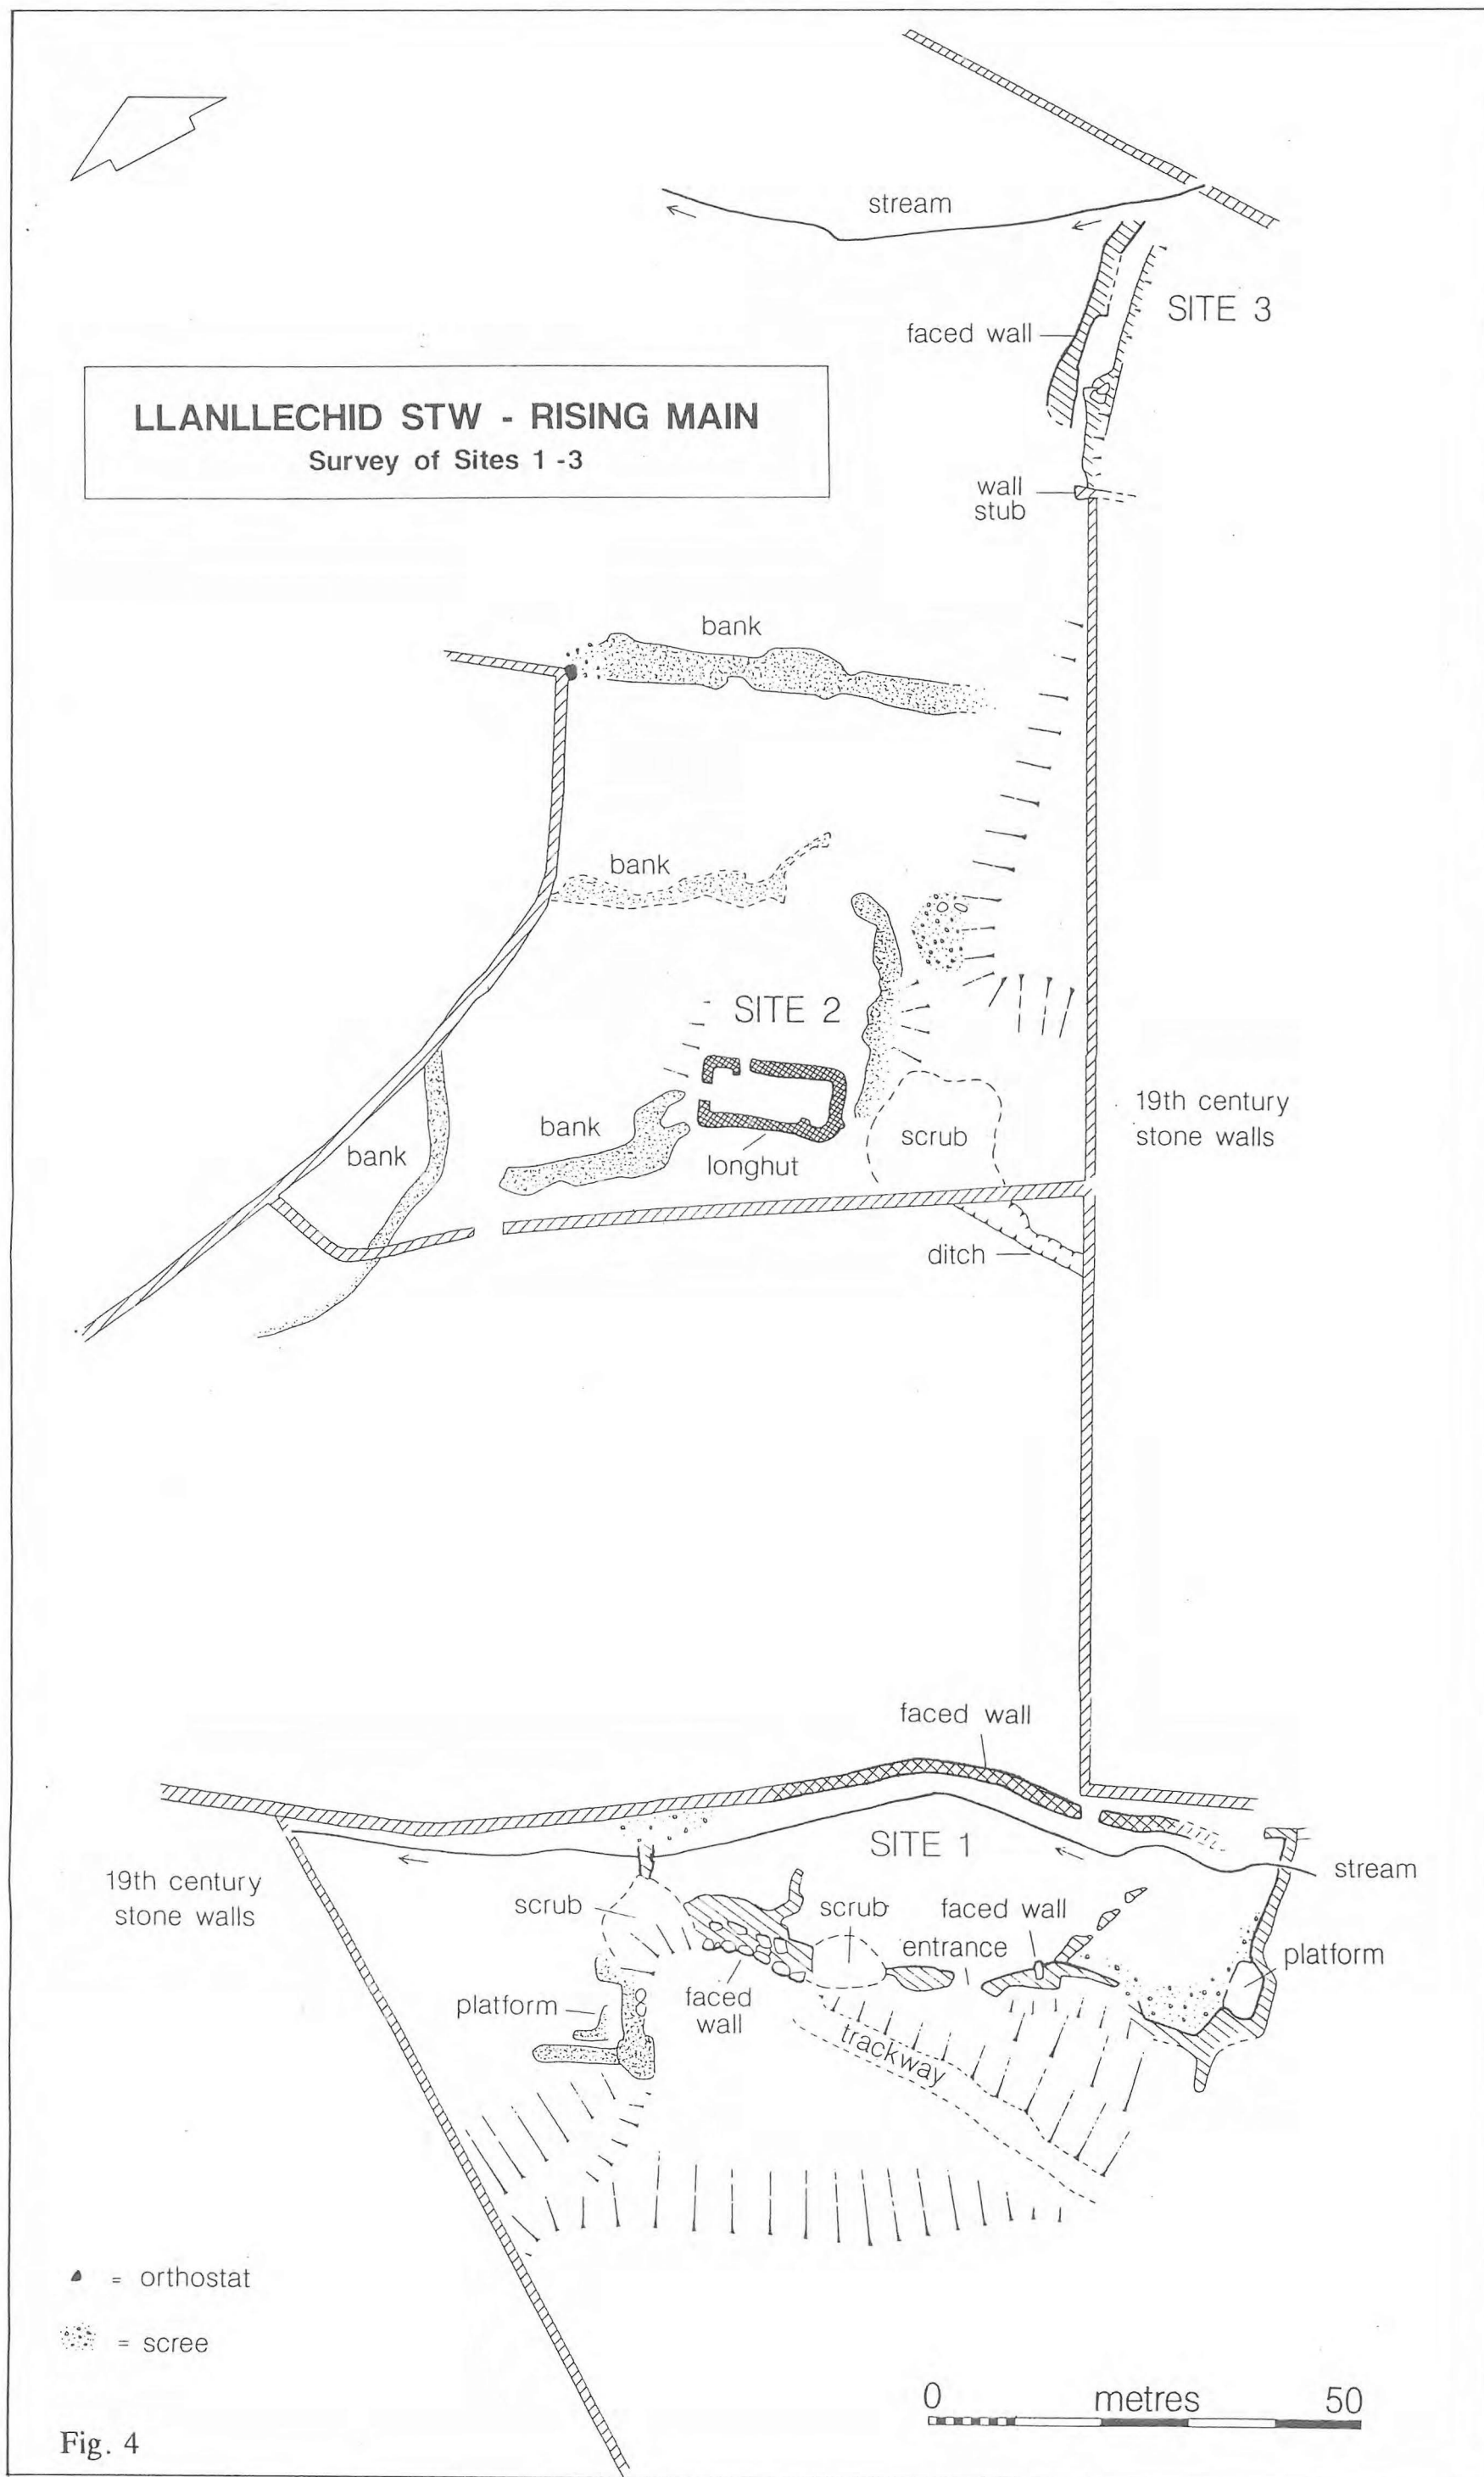 stream
SITE 3
faced wall
LLANLLECHID STW - RISING MAIN
Survey of Sites 1 -3
wall
stub
bank
bank
SITE 2
19th century
stone walls
bank
scrub
bank
longhut
ditch
faced wall
SITE 1
stream
19th century
stone walls
scrub
scrub
faced wall
entrance
platform
platform
faced
wall
trackway
= orthostat
= scree
0 metres 50
Fig. 4